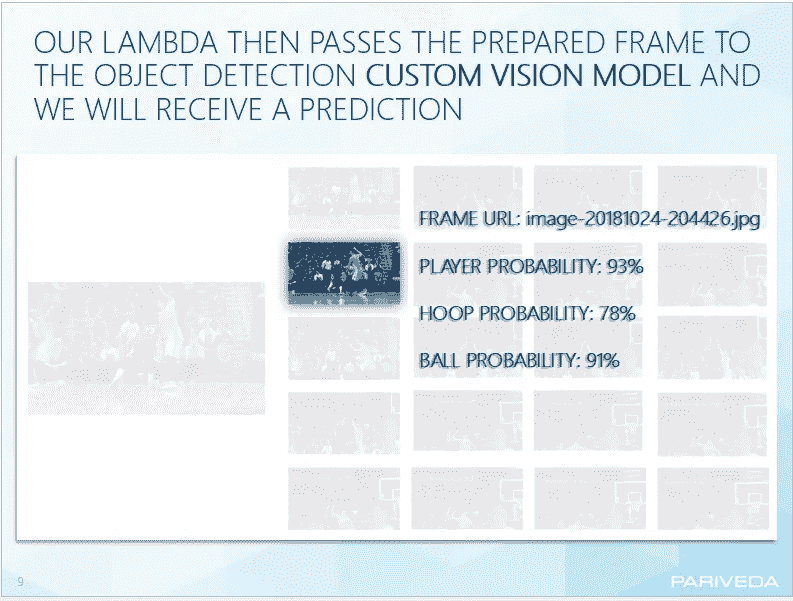 OUR LAMBDA THEN PASSES THE PREPARED FRAME TO
THE OBJECT DETECTION CUSTOM VISION MODEL AND
WE WILL RECEIVE A PREDICTION
FRAME URL: image-20181024-204426.jpg
PLAYER PROBABILITY: 93%
HOOP PROBABILITY: 78%
BALL PROBABILITY: 91%
9
PARIVEDA